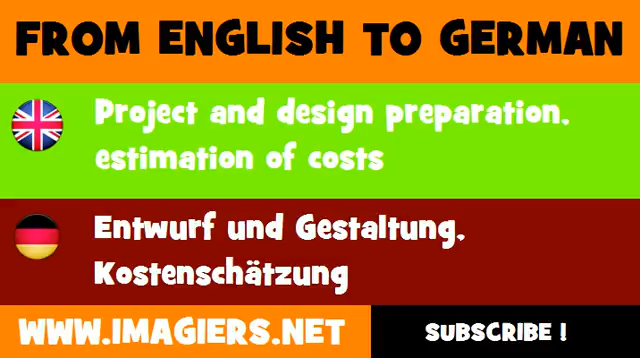 FROM ENGLISH TO GERMAN
Project and design preparation,
estimation of costs
Entwurf und Gestaltung,
Kostenschätzung
WWW.IMAGIERS.NET
SUBSCRIBE !